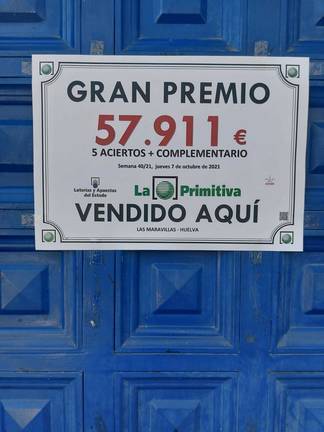 GRAN PREMIO
57.911 €
5 ACIERTOS + COMPLEMENTARIO
Semana 40/21, jueves 7 de octubre de 2021
Loterías y Apuestas
del Estado
La Primitiva
VENDIDO AQUÍ
LAS MARAVILLAS - HUELVA